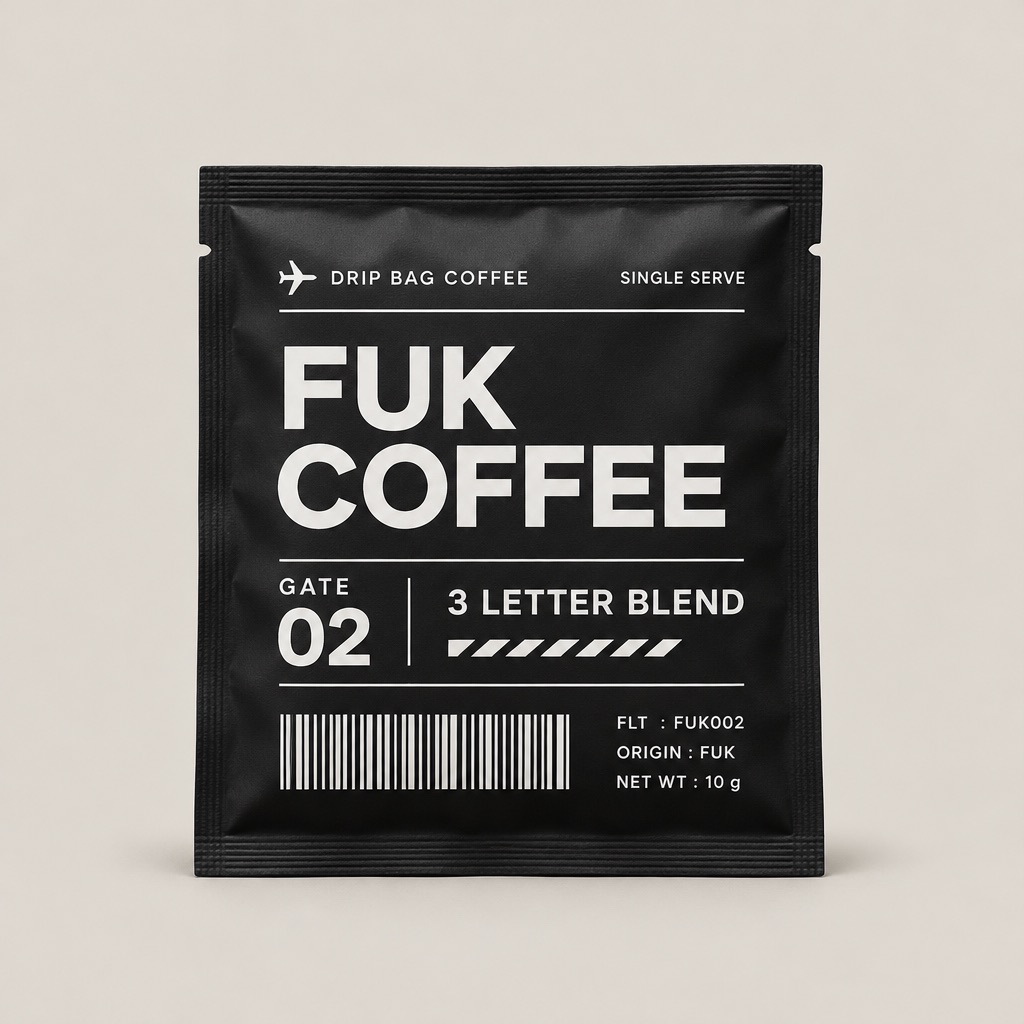 DRIP BAG COFFEE
SINGLE SERVE
FUK
COFFEE
GATE
02
3 LETTER BLEND
FLT : FUK002
ORIGIN : FUK
NET WT : 10 g